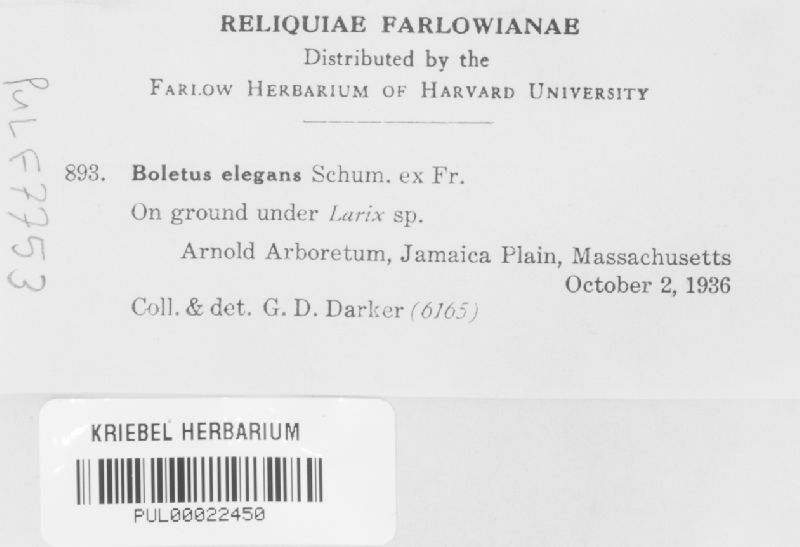 RELIQUIAE FARLOWIANAE
Distributed by the
FARLOW HERBARIUM OF HARVARD UNIVERSITY
PUL F7753
893. Boletus elegans Schum. ex Fr.
On ground under Larix sp.
Arnold Arboretum, Jamaica Plain, Massachusetts
October 2, 1936
Coll. & det. G. D. Darker (6165)
KRIEBEL HERBARIUM
PUL00022450